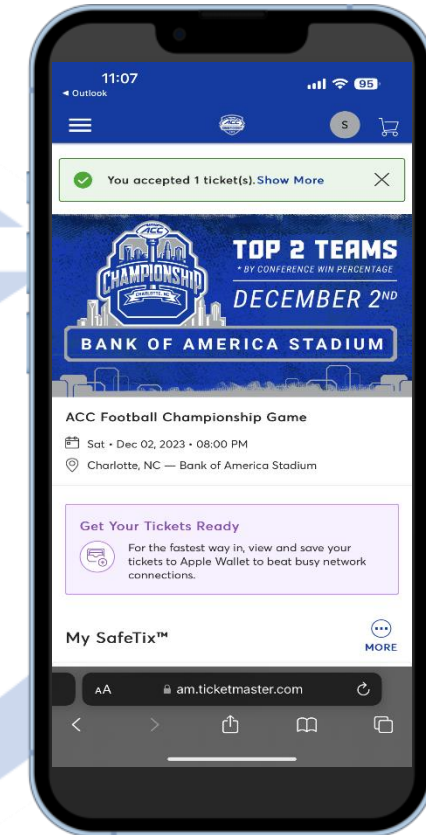 11:07
95
Outlook
ACC
S
You accepted 1 ticket(s). Show More
ACC
CHAMPIONSHIP
CHARLOTTE, NC
TOP 2 TEAMS
* BY CONFERENCE WIN PERCENTAGE
DECEMBER 2ND
BANK OF AMERICA STADIUM
ACC Football Championship Game
Sat • Dec 02, 2023 • 08:00 PM
Charlotte, NC — Bank of America Stadium
Get Your Tickets Ready
For the fastest way in, view and save your
tickets to Apple Wallet to beat busy network
connections.
My SafeTix™
MORE
AA
am.ticketmaster.com